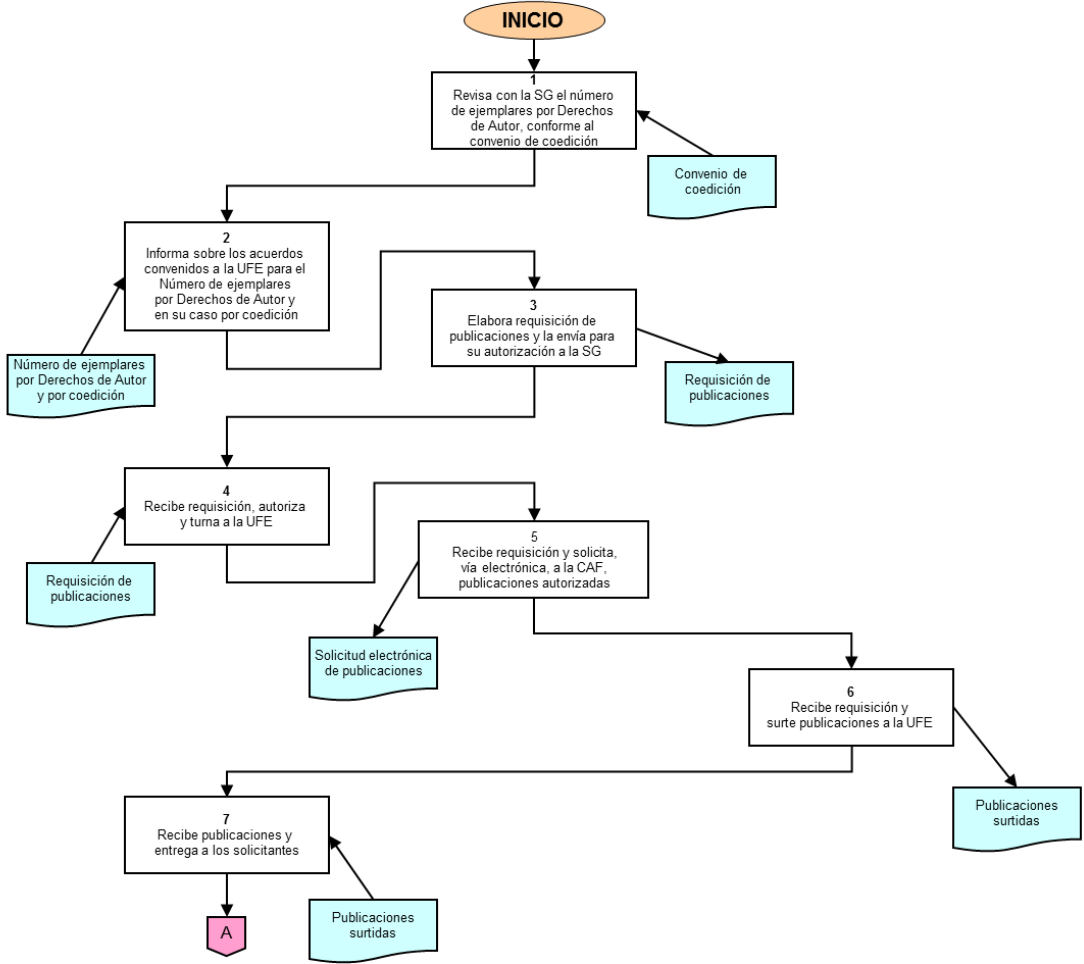 INICIO
1
Revisa con la SG el número
de ejemplares por Derechos
de Autor, conforme al
convenio de coedición
Convenio de
coedición
2
Informa sobre los acuerdos
convenidos a la UFE para el
Número de ejemplares
por Derechos de Autor y
en su caso por coedición
Número de ejemplares
por Derechos de Autor
y por coedición
3
Elabora requisición de
publicaciones y la envía para
su autorización a la SG
Requisición de
publicaciones
4
Recibe requisición, autoriza
y turna a la UFE
Requisición de
publicaciones
5
Recibe requisición y solicita,
vía electrónica, a la CAF,
publicaciones autorizadas
Solicitud electrónica
de publicaciones
6
Recibe requisición y
surte publicaciones a la UFE
Publicaciones
surtidas
7
Recibe publicaciones y
entrega a los solicitantes
Publicaciones
surtidas
A